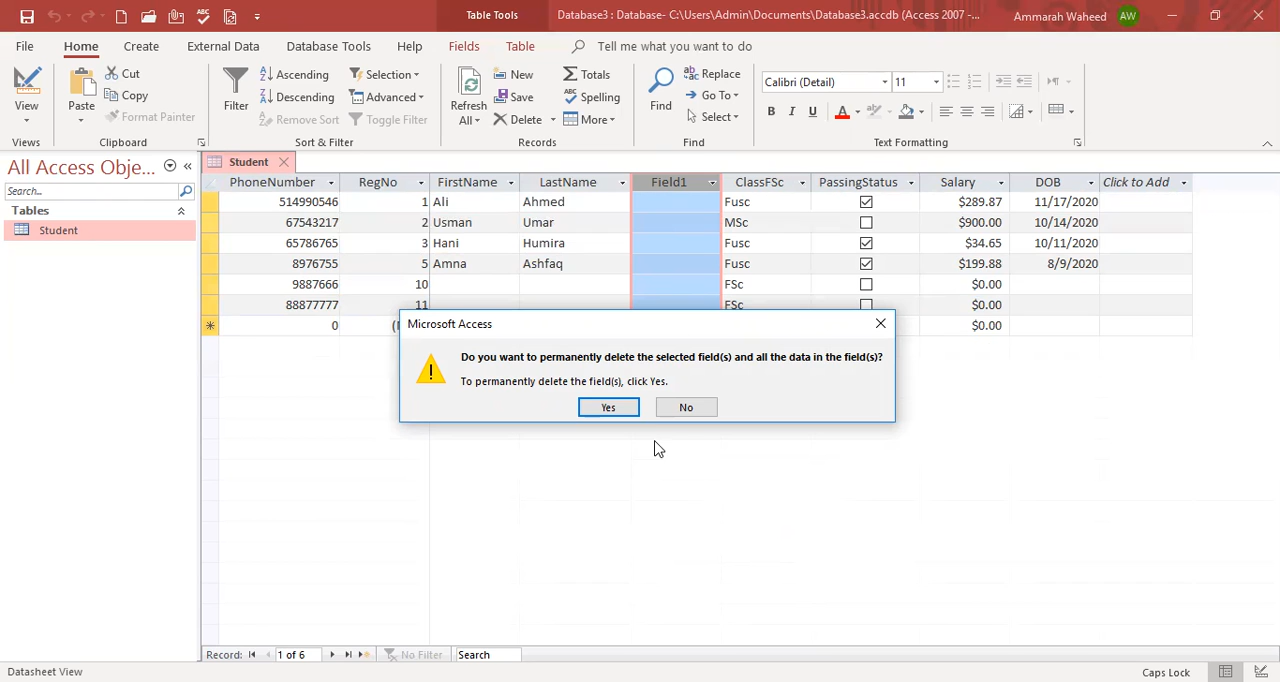 Table Tools
Database3 : Database- C:\Users\Admin\Documents\Database3.accdb (Access 2007 -...
Ammarah Waheed
AW
File Home Create External Data Database Tools Help Fields Table Tell me what you want to do
View
Views
Paste
Cut
Copy
Format Painter
Clipboard
Filter
Ascending
Descending
Remove Sort
Selection
Advanced
Toggle Filter
Sort & Filter
Refresh
All
New
Save
Delete
Totals
Spelling
More
Records
Find
Replace
Go To
Select
Find
Calibri (Detail) 11
B I U A
Text Formatting
All Access Obje...
Search...
Tables
Student
Student
PhoneNumber RegNo FirstName LastName Field1 ClassFSc PassingStatus Salary DOB Click to Add
514990546 1 Ali Ahmed Fusc $289.87 11/17/2020
67543217 2 Usman Umar MSc $900.00 10/14/2020
65786765 3 Hani Humira Fusc $34.65 10/11/2020
8976755 5 Amna Ashfaq Fusc $199.88 8/9/2020
9887666 10 FSc $0.00
88877777 11 FSc $0.00
* 0 $0.00
Microsoft Access
Do you want to permanently delete the selected field(s) and all the data in the field(s)?
To permanently delete the field(s), click Yes.
Yes No
Record: 1 of 6 No Filter Search
Datasheet View
Caps Lock